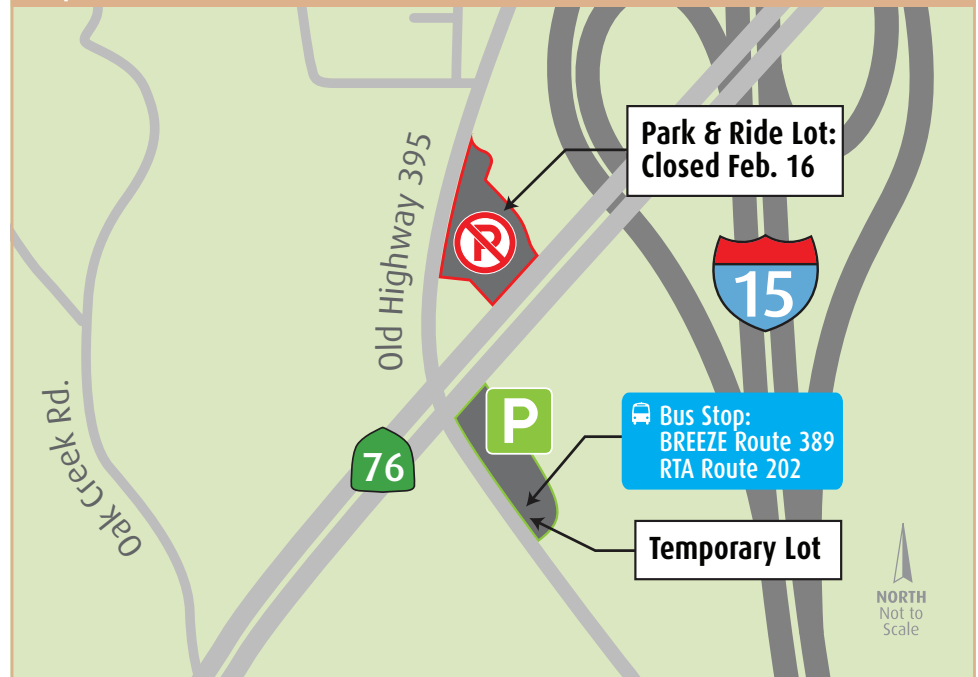 Park & Ride Lot:
Closed Feb. 16
Old Highway 395
15
P
P
Bus Stop:
BREEZE Route 389
RTA Route 202
76
Oak Creek Rd.
Temporary Lot
NORTH
Not to
Scale